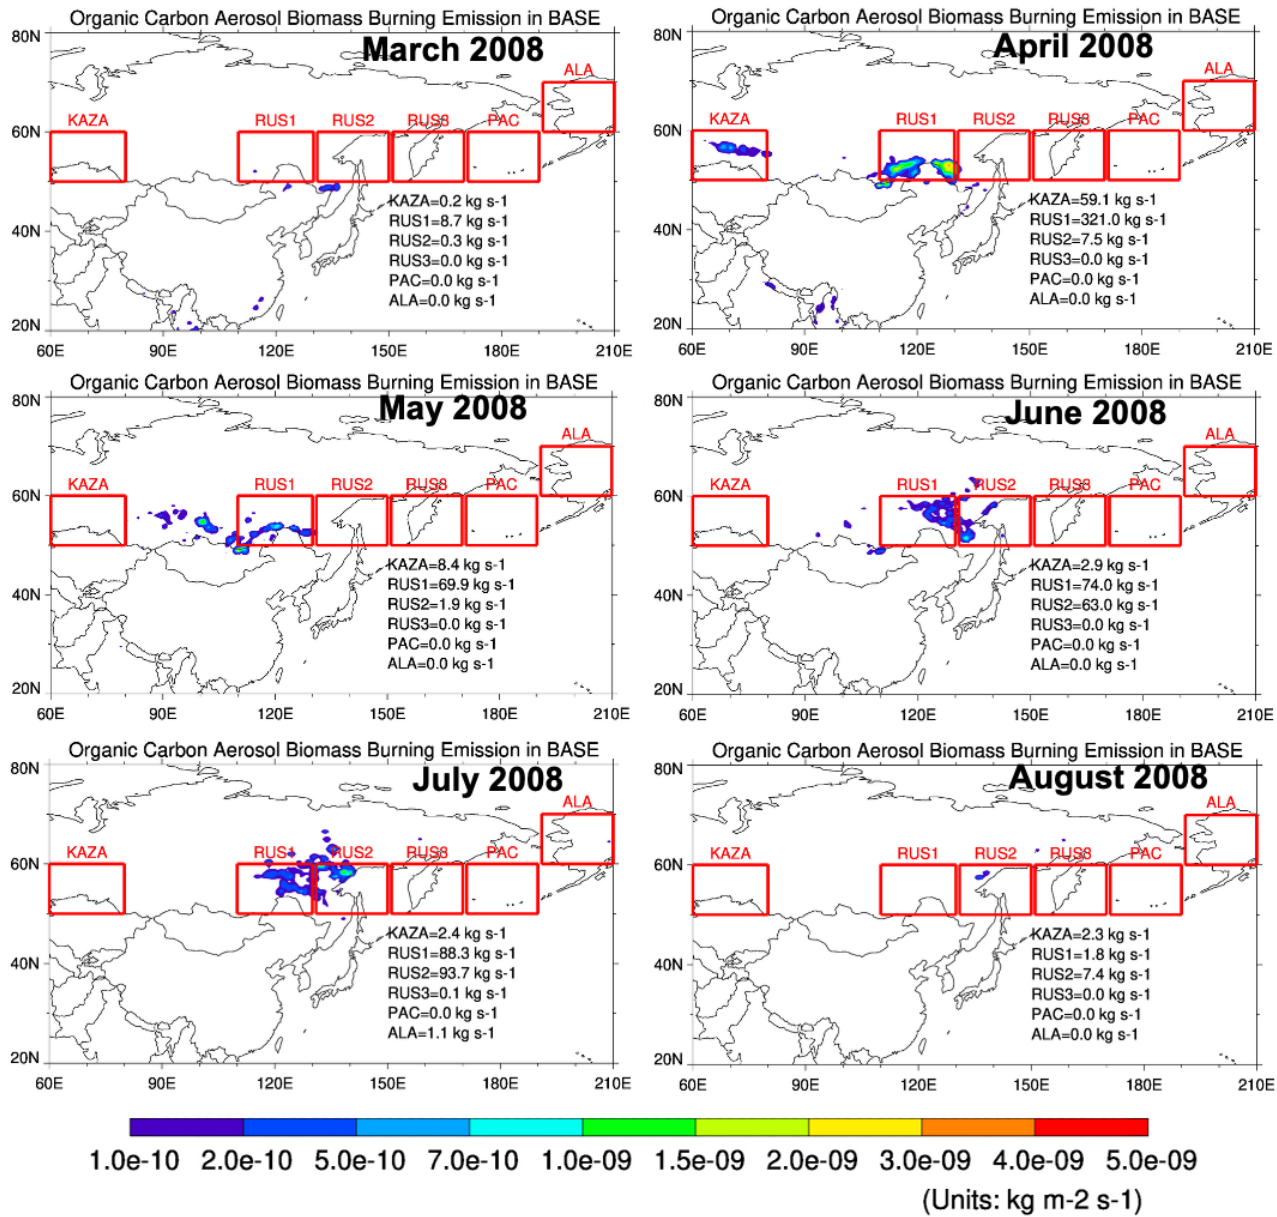 Organic Carbon Aerosol Biomass Burning Emission in BASE
March 2008
80N
60N
40N
20N
ALA
KAZA
RUS1
RUS2
RUS3
PAC
KAZA=0.2 kg s-1
RUS1=8.7 kg s-1
RUS2=0.3 kg s-1
RUS3=0.0 kg s-1
PAC=0.0 kg s-1
ALA=0.0 kg s-1
60E 90E 120E 150E 180E 210E
Organic Carbon Aerosol Biomass Burning Emission in BASE
April 2008
80N
60N
40N
20N
ALA
KAZA
RUS1
RUS2
RUS3
PAC
KAZA=59.1 kg s-1
RUS1=321.0 kg s-1
RUS2=7.5 kg s-1
RUS3=0.0 kg s-1
PAC=0.0 kg s-1
ALA=0.0 kg s-1
60E 90E 120E 150E 180E 210E
Organic Carbon Aerosol Biomass Burning Emission in BASE
May 2008
80N
60N
40N
20N
ALA
KAZA
RUS1
RUS2
RUS3
PAC
KAZA=8.4 kg s-1
RUS1=69.9 kg s-1
RUS2=1.9 kg s-1
RUS3=0.0 kg s-1
PAC=0.0 kg s-1
ALA=0.0 kg s-1
60E 90E 120E 150E 180E 210E
Organic Carbon Aerosol Biomass Burning Emission in BASE
June 2008
80N
60N
40N
20N
ALA
KAZA
RUS1
RUS2
RUS3
PAC
KAZA=2.9 kg s-1
RUS1=74.0 kg s-1
RUS2=63.0 kg s-1
RUS3=0.0 kg s-1
PAC=0.0 kg s-1
ALA=0.0 kg s-1
60E 90E 120E 150E 180E 210E
Organic Carbon Aerosol Biomass Burning Emission in BASE
July 2008
80N
60N
40N
20N
ALA
KAZA
RUS1
RUS2
RUS3
PAC
KAZA=2.4 kg s-1
RUS1=88.3 kg s-1
RUS2=93.7 kg s-1
RUS3=0.1 kg s-1
PAC=0.0 kg s-1
ALA=1.1 kg s-1
60E 90E 120E 150E 180E 210E
Organic Carbon Aerosol Biomass Burning Emission in BASE
August 2008
80N
60N
40N
20N
ALA
KAZA
RUS1
RUS2
RUS3
PAC
KAZA=2.3 kg s-1
RUS1=1.8 kg s-1
RUS2=7.4 kg s-1
RUS3=0.0 kg s-1
PAC=0.0 kg s-1
ALA=0.0 kg s-1
60E 90E 120E 150E 180E 210E
1.0e-10 2.0e-10 5.0e-10 7.0e-10 1.0e-09 1.5e-09 2.0e-09 3.0e-09 4.0e-09 5.0e-09
(Units: kg m-2 s-1)